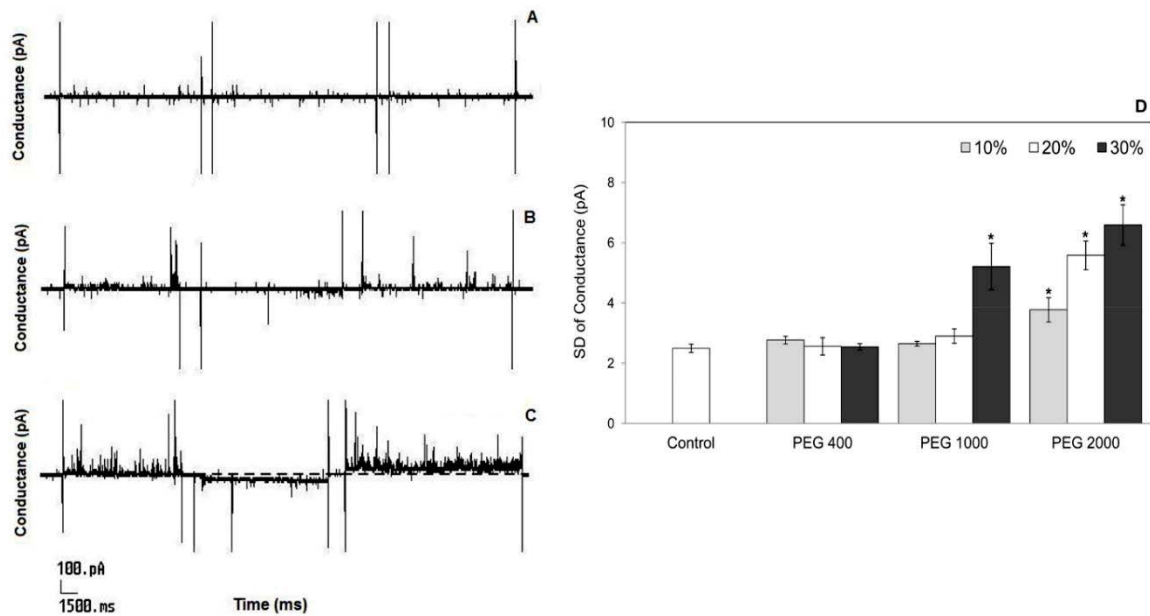 A
Conductance (pA)
B
Conductance (pA)
C
Conductance (pA)
100.pA
1500.ms
Time (ms)
D
10% 20% 30%
SD of Conductance (pA)
10
8
6
4
2
0
*
*
*
*
Control PEG 400 PEG 1000 PEG 2000